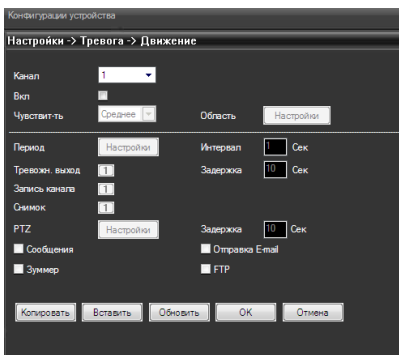 Конфигурации устройства
Настройки -> Тревога -> Движение
Канал 1
Вкл
Чувствит-ть Среднее Область Настройки
Период Настройки Интервал 1 Сек
Тревожн. выход 1 Задержка 10 Сек
Запись канала 1
Снимок 1
PTZ Настройки Задержка 10 Сек
Сообщения Отправка E-mail
Зуммер FTP
Копировать Вставить Обновить OK Отмена